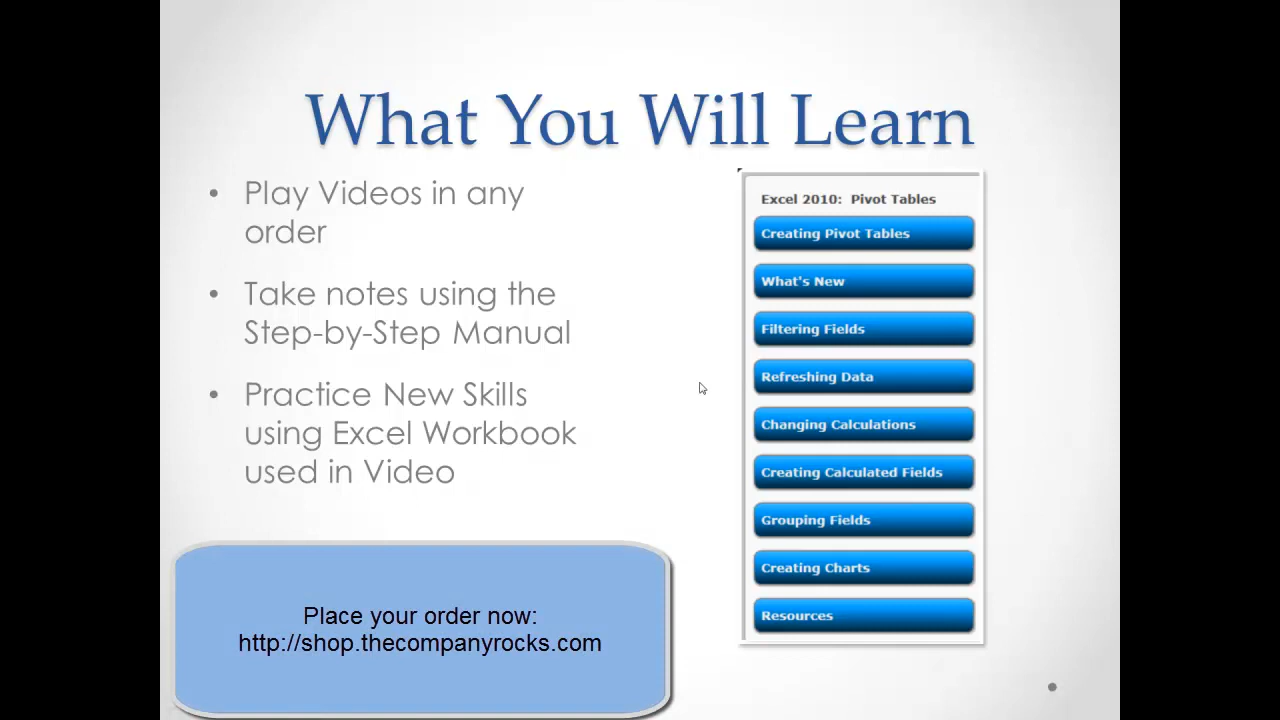 What You Will Learn
• Play Videos in any
order
• Take notes using the
Step-by-Step Manual
• Practice New Skills
using Excel Workbook
used in Video
Excel 2010:  Pivot Tables
Creating Pivot Tables
What's New
Filtering Fields
Refreshing Data
Changing Calculations
Creating Calculated Fields
Grouping Fields
Creating Charts
Resources
Place your order now:
http://shop.thecompanyrocks.com